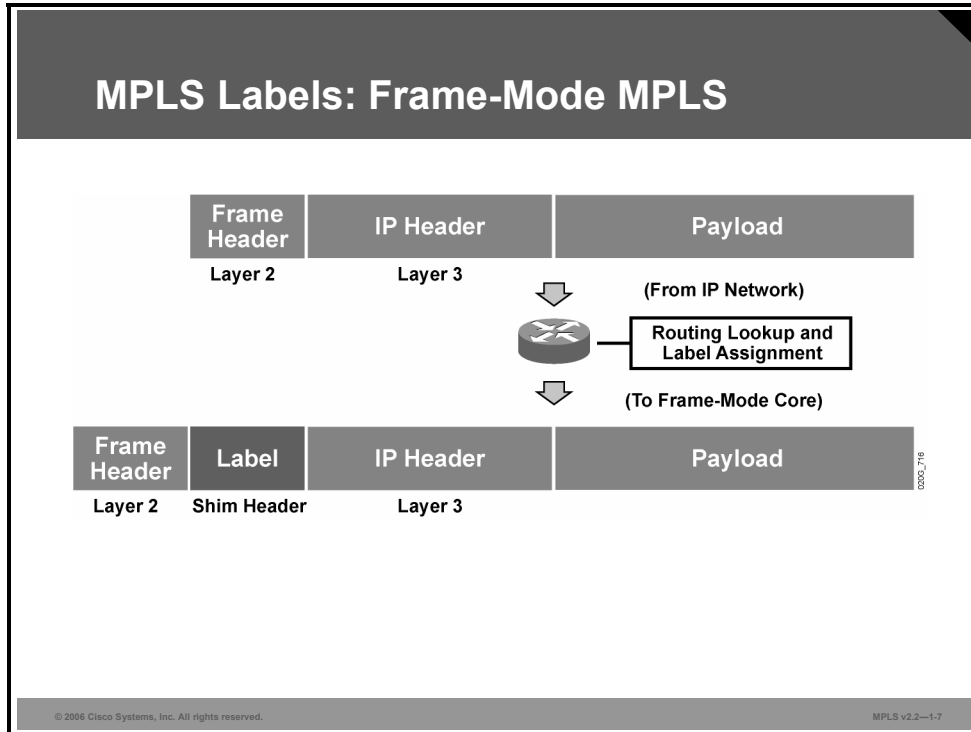 MPLS Labels: Frame-Mode MPLS
Frame
Header
IP Header
Payload
Layer 2
Layer 3
(From IP Network)
Routing Lookup and
Label Assignment
(To Frame-Mode Core)
Frame
Header
Label
IP Header
Payload
020G_716
Layer 2
Shim Header
Layer 3
© 2006 Cisco Systems, Inc. All rights reserved.
MPLS v2.2—1-7